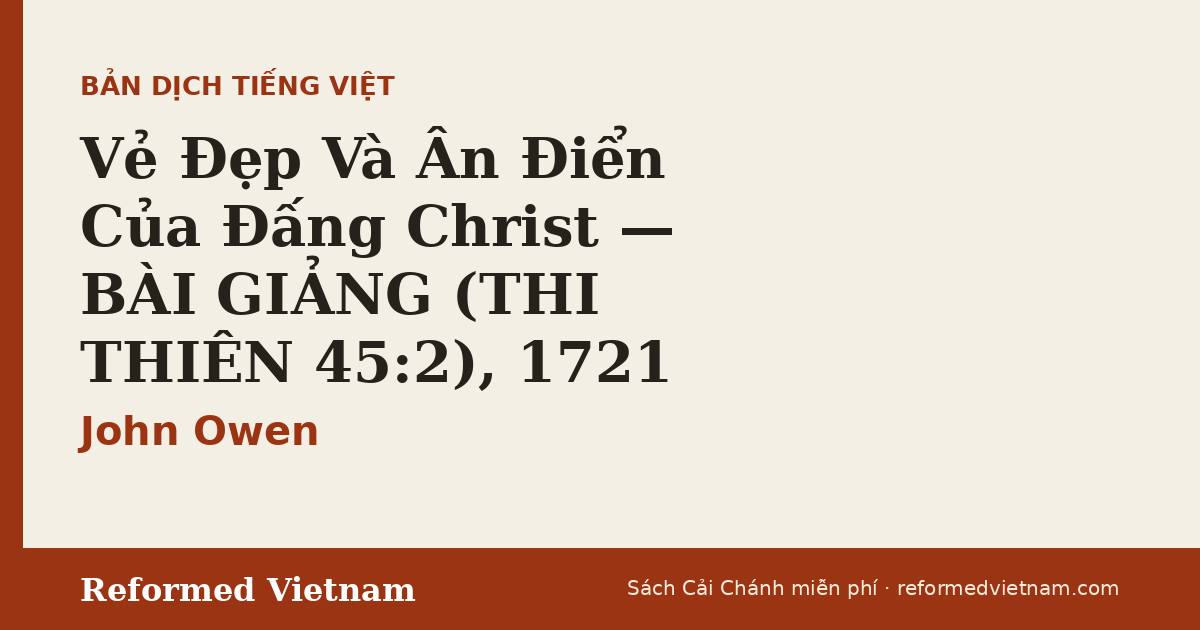 BẢN DỊCH TIẾNG VIỆT
Vẻ Đẹp Và Ân Điển
Của Đấng Christ —
BÀI GIẢNG (THI
THIÊN 45:2), 1721
John Owen
Reformed Vietnam
Sách Cải Chánh miễn phí · reformedvietnam.com